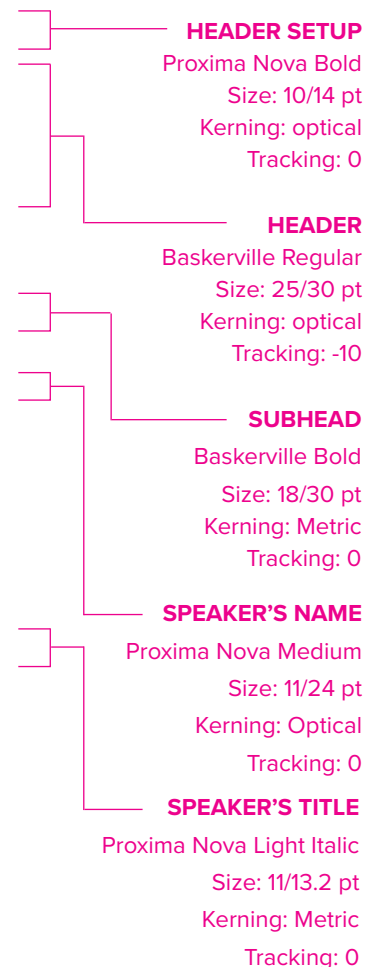 HEADER SETUP
Proxima Nova Bold
Size: 10/14 pt
Kerning: optical
Tracking: 0
HEADER
Baskerville Regular
Size: 25/30 pt
Kerning: optical
Tracking: -10
SUBHEAD
Baskerville Bold
Size: 18/30 pt
Kerning: Metric
Tracking: 0
SPEAKER’S NAME
Proxima Nova Medium
Size: 11/24 pt
Kerning: Optical
Tracking: 0
SPEAKER’S TITLE
Proxima Nova Light Italic
Size: 11/13.2 pt
Kerning: Metric
Tracking: 0